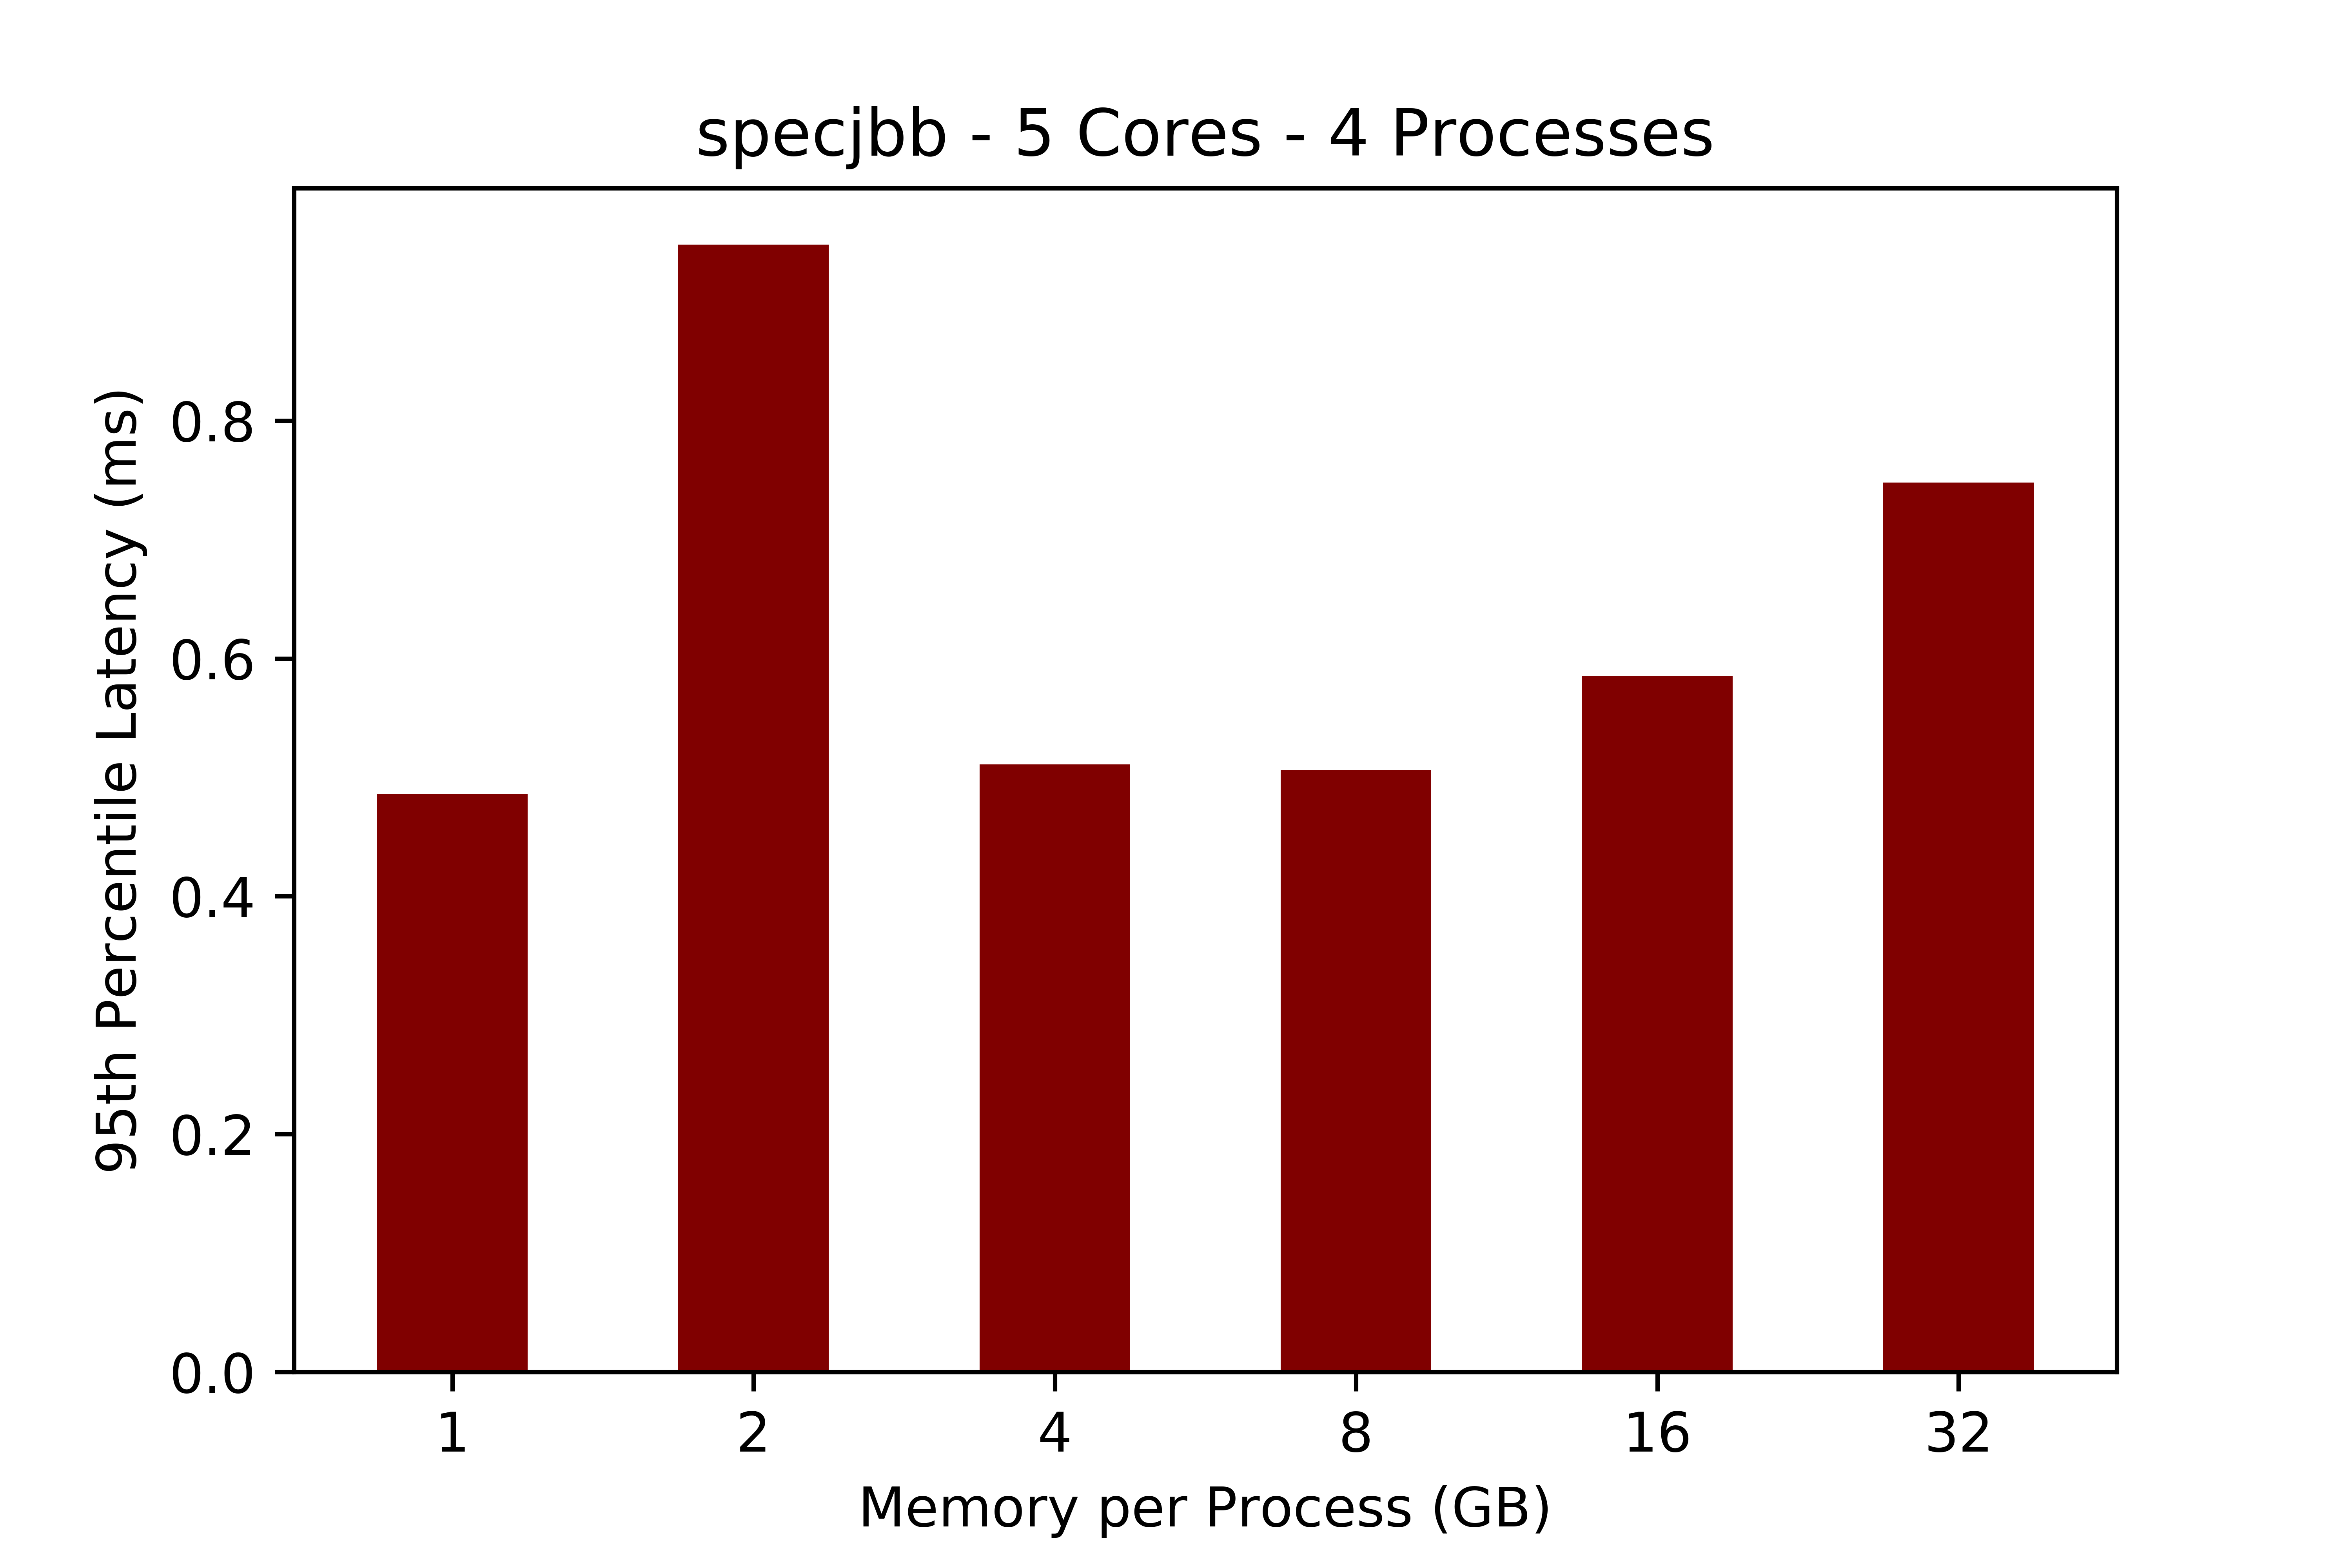 specjbb - 5 Cores - 4 Processes
95th Percentile Latency (ms)
0.8
0.6
0.4
0.2
0.0
1 2 4 8 16 32
Memory per Process (GB)